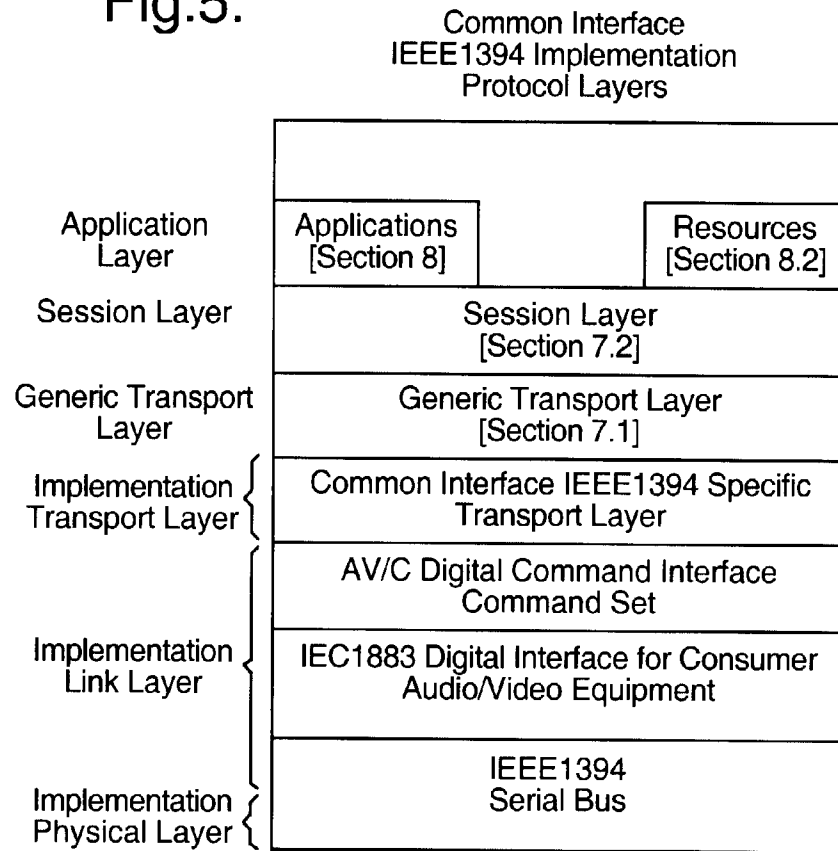 Fig.5.
Common Interface
IEEE1394 Implementation
Protocol Layers
Application
Layer
Applications
[Section 8]
Resources
[Section 8.2]
Session Layer
Session Layer
[Section 7.2]
Generic Transport
Layer
Generic Transport Layer
[Section 7.1]
Implementation
Transport Layer
Common Interface IEEE1394 Specific
Transport Layer
AV/C Digital Command Interface
Command Set
Implementation
Link Layer
IEC1883 Digital Interface for Consumer
Audio/Video Equipment
IEEE1394
Serial Bus
Implementation
Physical Layer